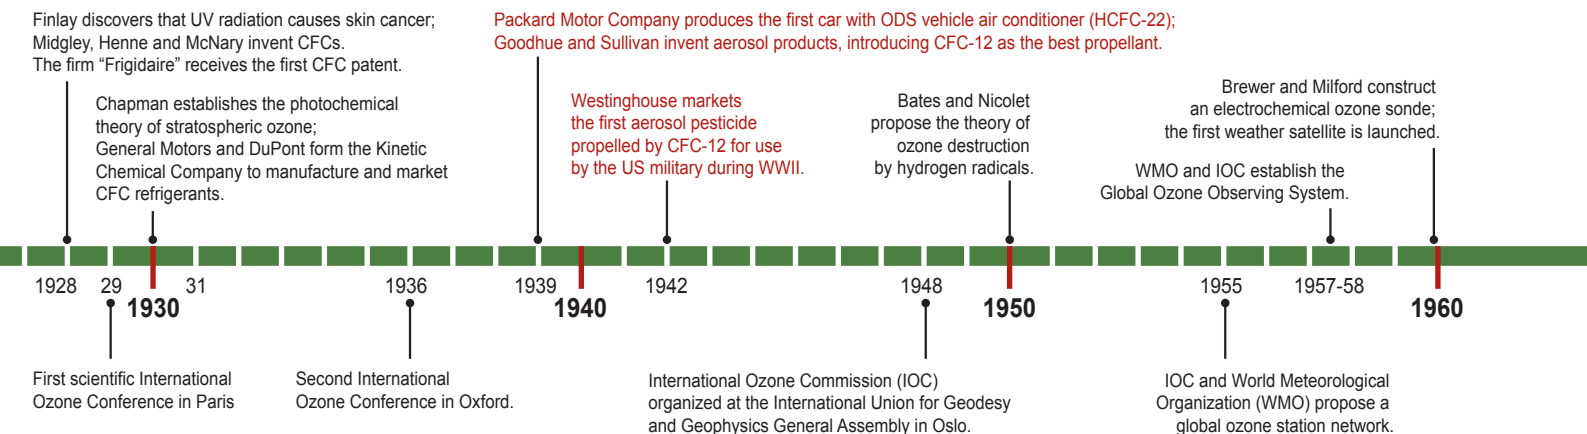 Finlay discovers that UV radiation causes skin cancer;
Midgley, Henne and McNary invent CFCs.
The firm “Frigidaire” receives the first CFC patent.
Chapman establishes the photochemical
theory of stratospheric ozone;
General Motors and DuPont form the Kinetic
Chemical Company to manufacture and market
CFC refrigerants.
Packard Motor Company produces the first car with ODS vehicle air conditioner (HCFC-22);
Goodhue and Sullivan invent aerosol products, introducing CFC-12 as the best propellant.
Westinghouse markets
the first aerosol pesticide
propelled by CFC-12 for use
by the US military during WWII.
Bates and Nicolet
propose the theory of
ozone destruction
by hydrogen radicals.
Brewer and Milford construct
an electrochemical ozone sonde;
the first weather satellite is launched.
WMO and IOC establish the
Global Ozone Observing System.
1928 29 31 1936 1939 1942 1948 1955 1957-58
1930 1940 1950 1960
First scientific International
Ozone Conference in Paris
Second International
Ozone Conference in Oxford.
International Ozone Commission (IOC)
organized at the International Union for Geodesy
and Geophysics General Assembly in Oslo.
IOC and World Meteorological
Organization (WMO) propose a
global ozone station network.